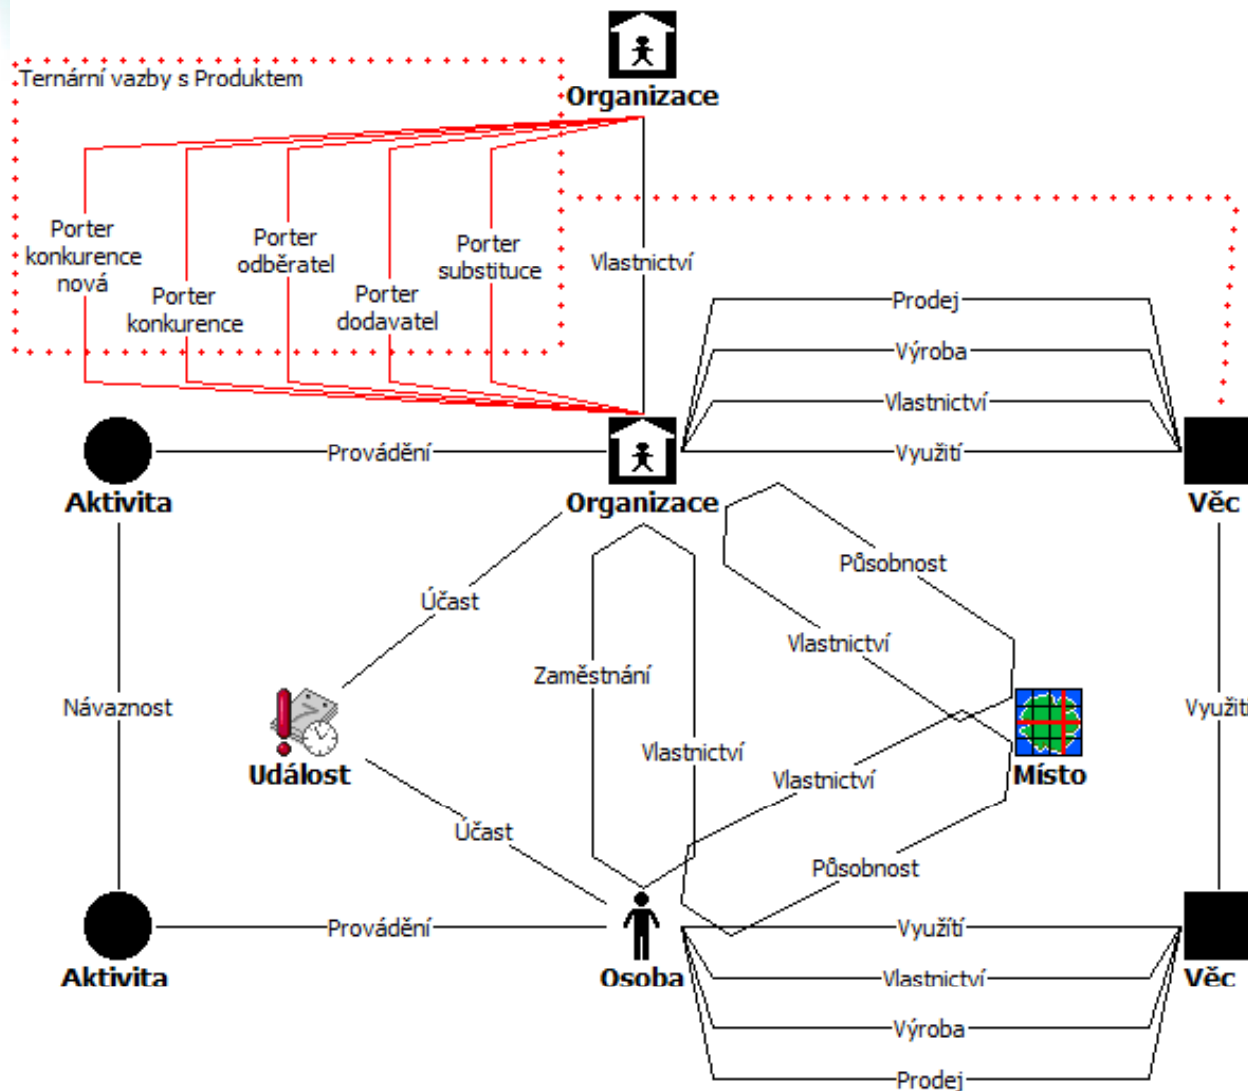 Ternární vazby s Produktem
Organizace
Porter
konkurence
nová
Porter
konkurence
Porter
odběratel
Porter
dodavatel
Porter
substituce
Vlastnictví
Prodej
Výroba
Vlastnictví
Využití
Provádění
Aktivita
Organizace
Věc
Působnost
Účast
Vlastnictví
Zaměstnání
Návaznost
Využití
Vlastnictví
Událost
Místo
Vlastnictví
Účast
Působnost
Provádění
Využítí
Aktivita
Osoba
Vlastnictví
Věc
Výroba
Prodej